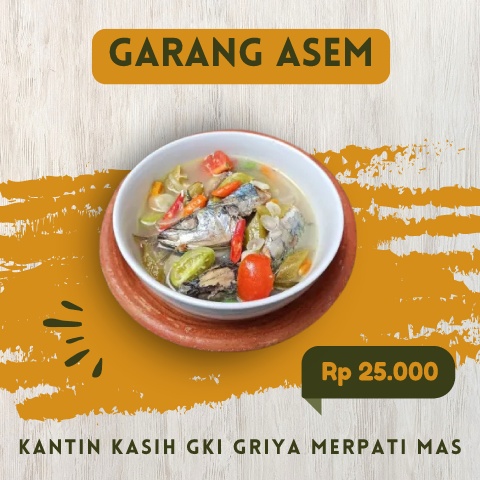 GARANG ASEM
Rp 25.000
KANTIN KASIH GKI GRIYA MERPATI MAS